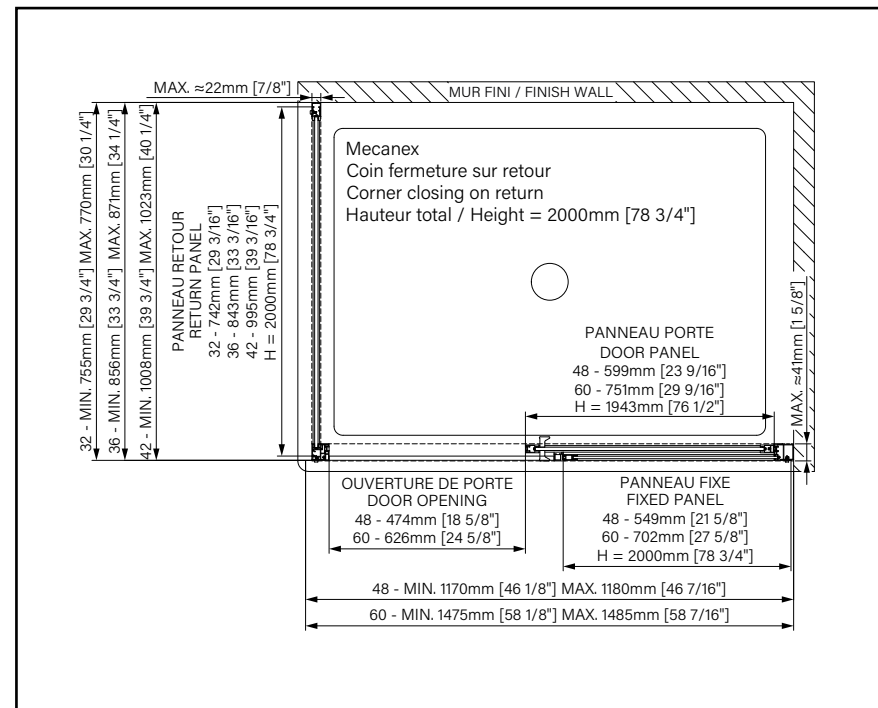 MAX. ≈22mm [7/8"]
MUR FINI / FINISH WALL
32 - MIN. 755mm [29 3/4"] MAX. 770mm [30 1/4"]
36 - MIN. 856mm [33 3/4"] MAX. 871mm [34 1/4"]
42 - MIN. 1008mm [39 3/4"] MAX. 1023mm [40 1/4"]
PANNEAU RETOUR
RETURN PANEL
32 - 742mm [29 3/16"]
36 - 843mm [33 3/16"]
42 - 995mm [39 3/16"]
H = 2000mm [78 3/4"]
Mecanex
Coin fermeture sur retour
Corner closing on return
Hauteur total / Height = 2000mm [78 3/4"]
PANNEAU PORTE
DOOR PANEL
48 - 599mm [23 9/16"]
60 - 751mm [29 9/16"]
H = 1943mm [76 1/2"]
MAX. ≈41mm [1 5/8"]
OUVERTURE DE PORTE
DOOR OPENING
48 - 474mm [18 5/8"]
60 - 626mm [24 5/8"]
PANNEAU FIXE
FIXED PANEL
48 - 549mm [21 5/8"]
60 - 702mm [27 5/8"]
H = 2000mm [78 3/4"]
48 - MIN. 1170mm [46 1/8"] MAX. 1180mm [46 7/16"]
60 - MIN. 1475mm [58 1/8"] MAX. 1485mm [58 7/16"]